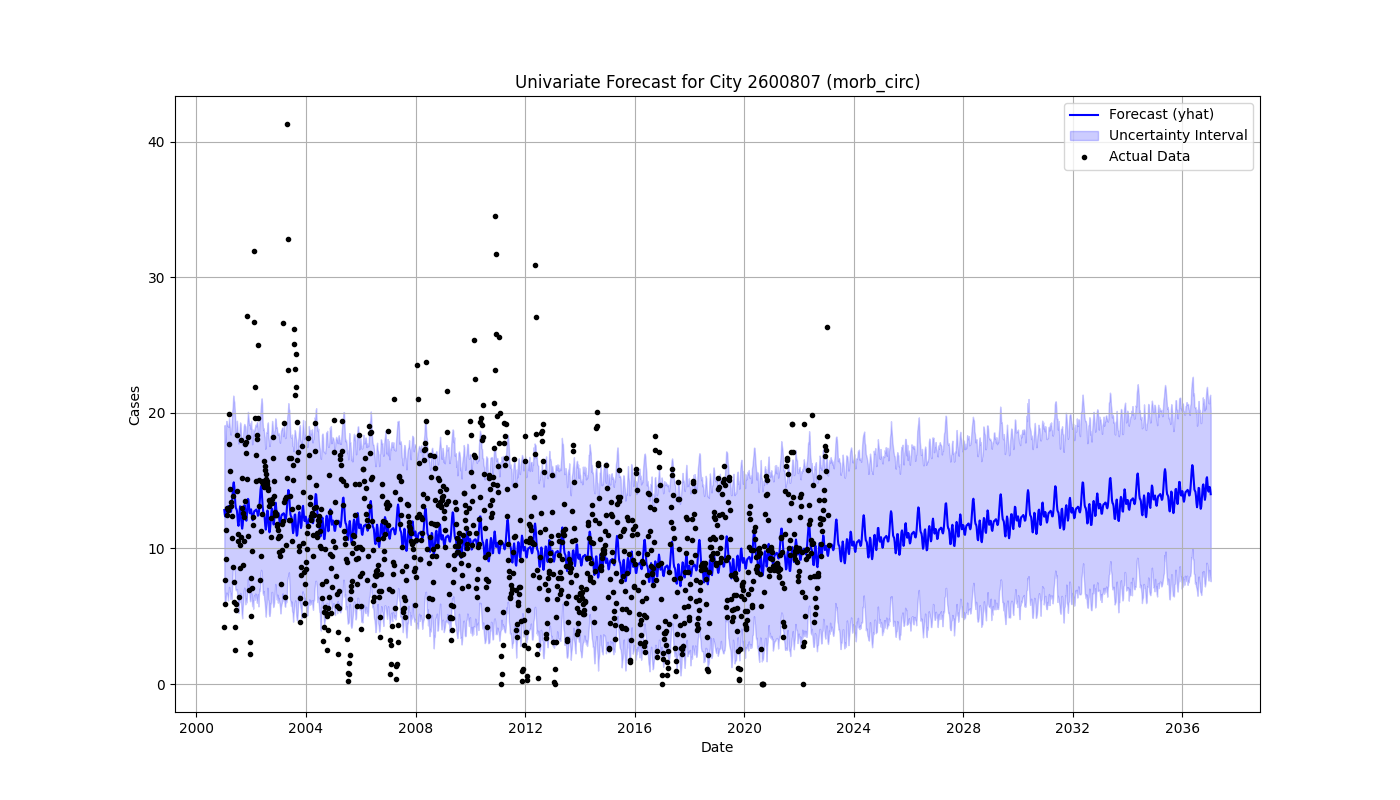 Univariate Forecast for City 2600807 (morb_circ)
Forecast (yhat)
Uncertainty Interval
Actual Data
Cases
40
30
20
10
0
2000 2004 2008 2012 2016 2020 2024 2028 2032 2036
Date